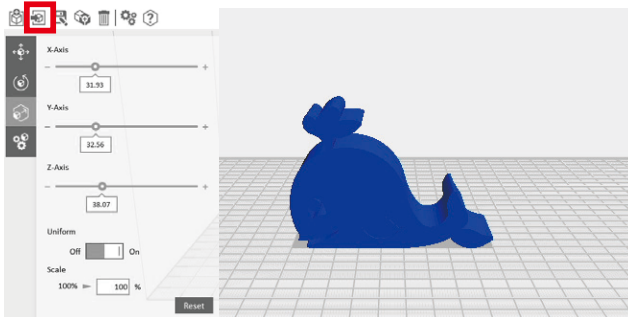 X-Axis
- +
31.93
Y-Axis
- +
32.56
Z-Axis
- +
38.07
Uniform
Off On
Scale
100% ► 100 %
Reset